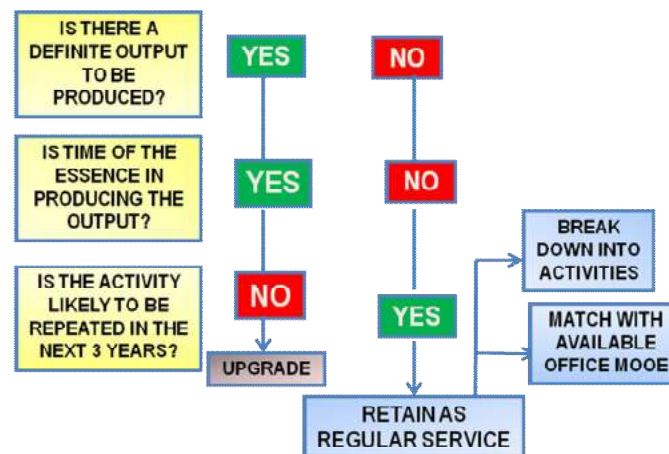 IS THERE A
DEFINITE OUTPUT
TO BE
PRODUCED?
YES
NO
IS TIME OF THE
ESSENCE IN
PRODUCING THE
OUTPUT?
YES
NO
IS THE ACTIVITY
LIKELY TO BE
REPEATED IN THE
NEXT 3 YEARS?
NO
YES
UPGRADE
RETAIN AS
REGULAR SERVICE
BREAK
DOWN INTO
ACTIVITIES
MATCH WITH
AVAILABLE
OFFICE MOOE